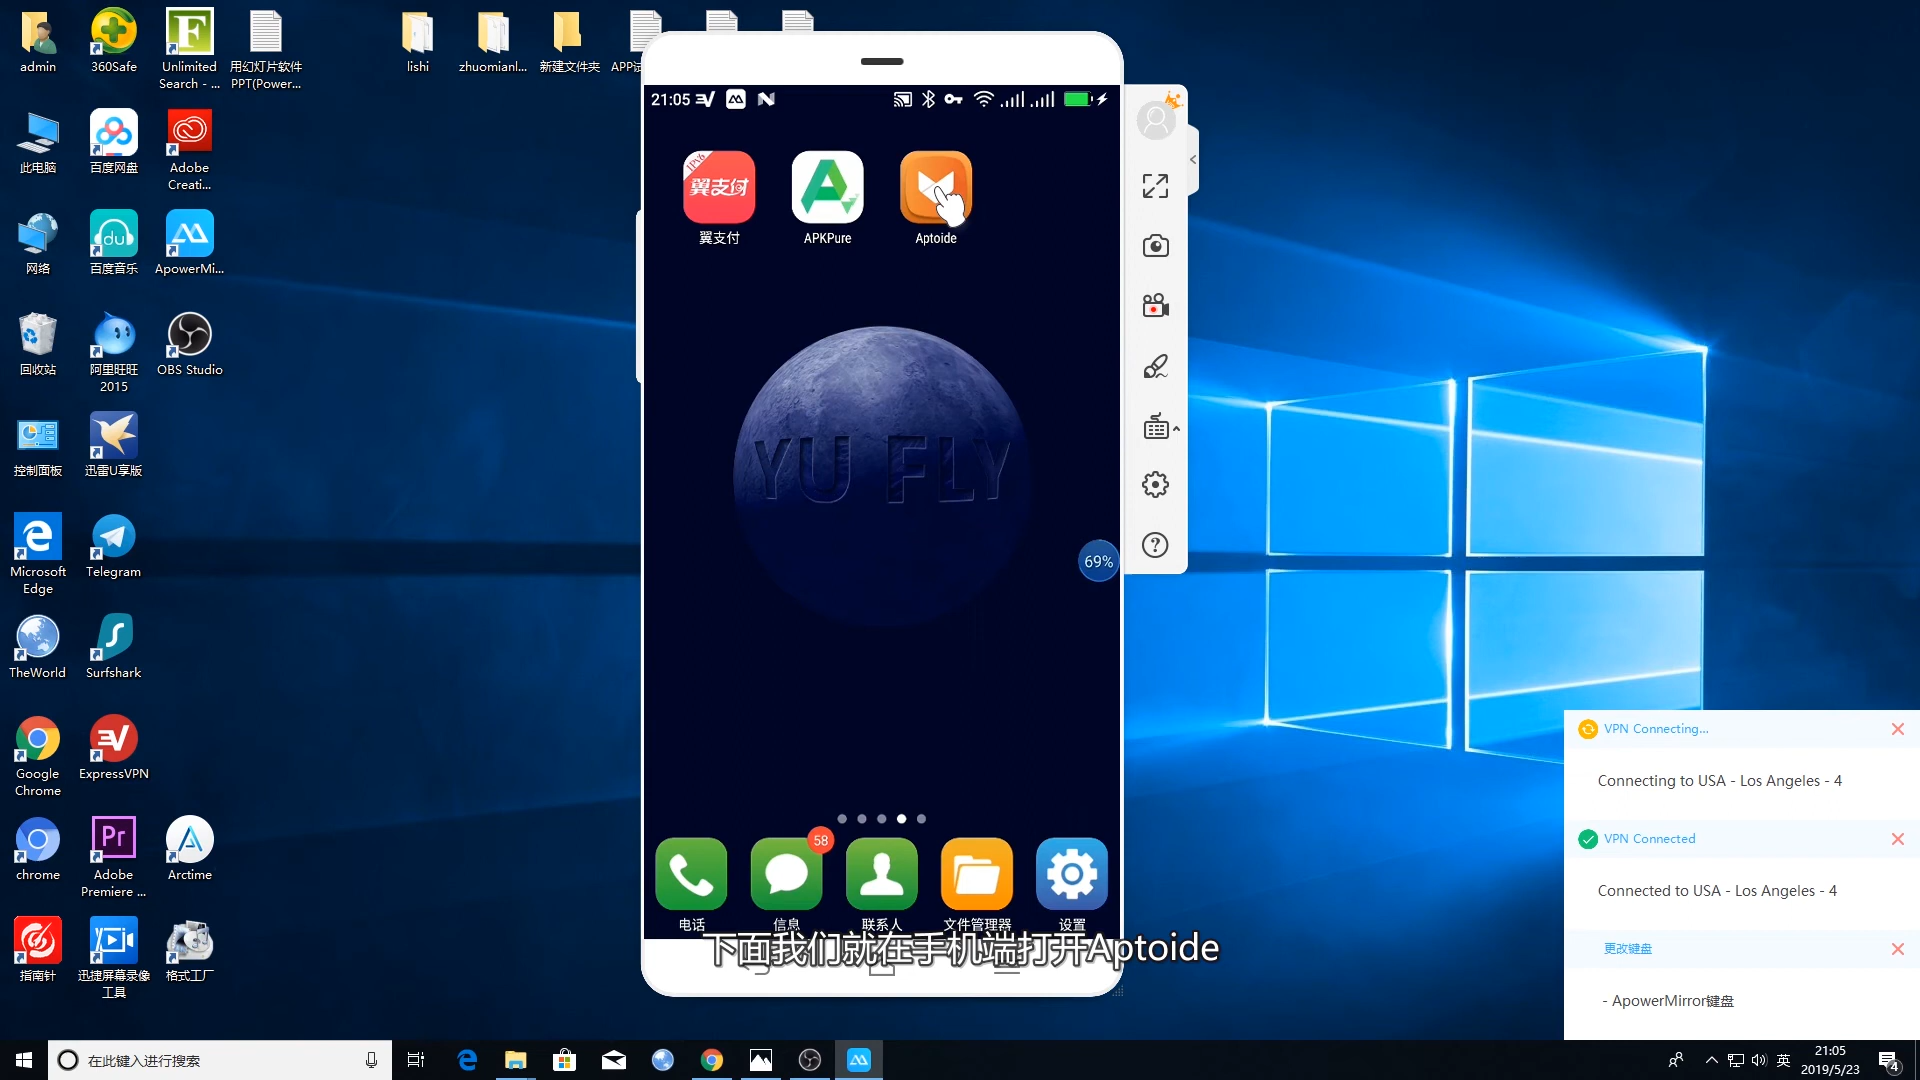 admin
360Safe
Unlimited
Search - ...
用幻灯片软件
PPT(Power...
lishi
zhuomianl...
新建文件夹
此电脑
百度网盘
Adobe
Creati...
网络
百度音乐
ApowerMi...
回收站
阿里旺旺
2015
OBS Studio
控制面板
迅雷U享版
Microsoft
Edge
Telegram
TheWorld
Surfshark
Google
Chrome
ExpressVPN
chrome
Adobe
Premiere ...
Arctime
指南针
迅捷屏幕录像
工具
格式工厂
21:05
IPv6
翼支付
翼支付
APKPure
Aptoide
YU FLY
69%
58
电话
信息
联系人
文件管理器
设置
下面我们就在手机端打开Aptoide
VPN Connecting...
Connecting to USA - Los Angeles - 4
VPN Connected
Connected to USA - Los Angeles - 4
更改键盘
- ApowerMirror键盘
在此键入进行搜索
英
21:05
2019/5/23
4